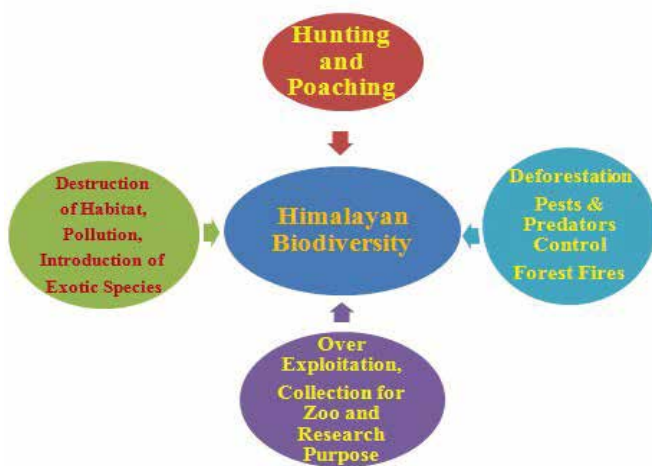 Hunting
and
Poaching
Destruction
of Habitat,
Pollution,
Introduction of
Exotic Species
Himalayan
Biodiversity
Deforestation
Pests &
Predators
Control
Forest Fires
Over
Exploitation,
Collection for
Zoo and
Research
Purpose